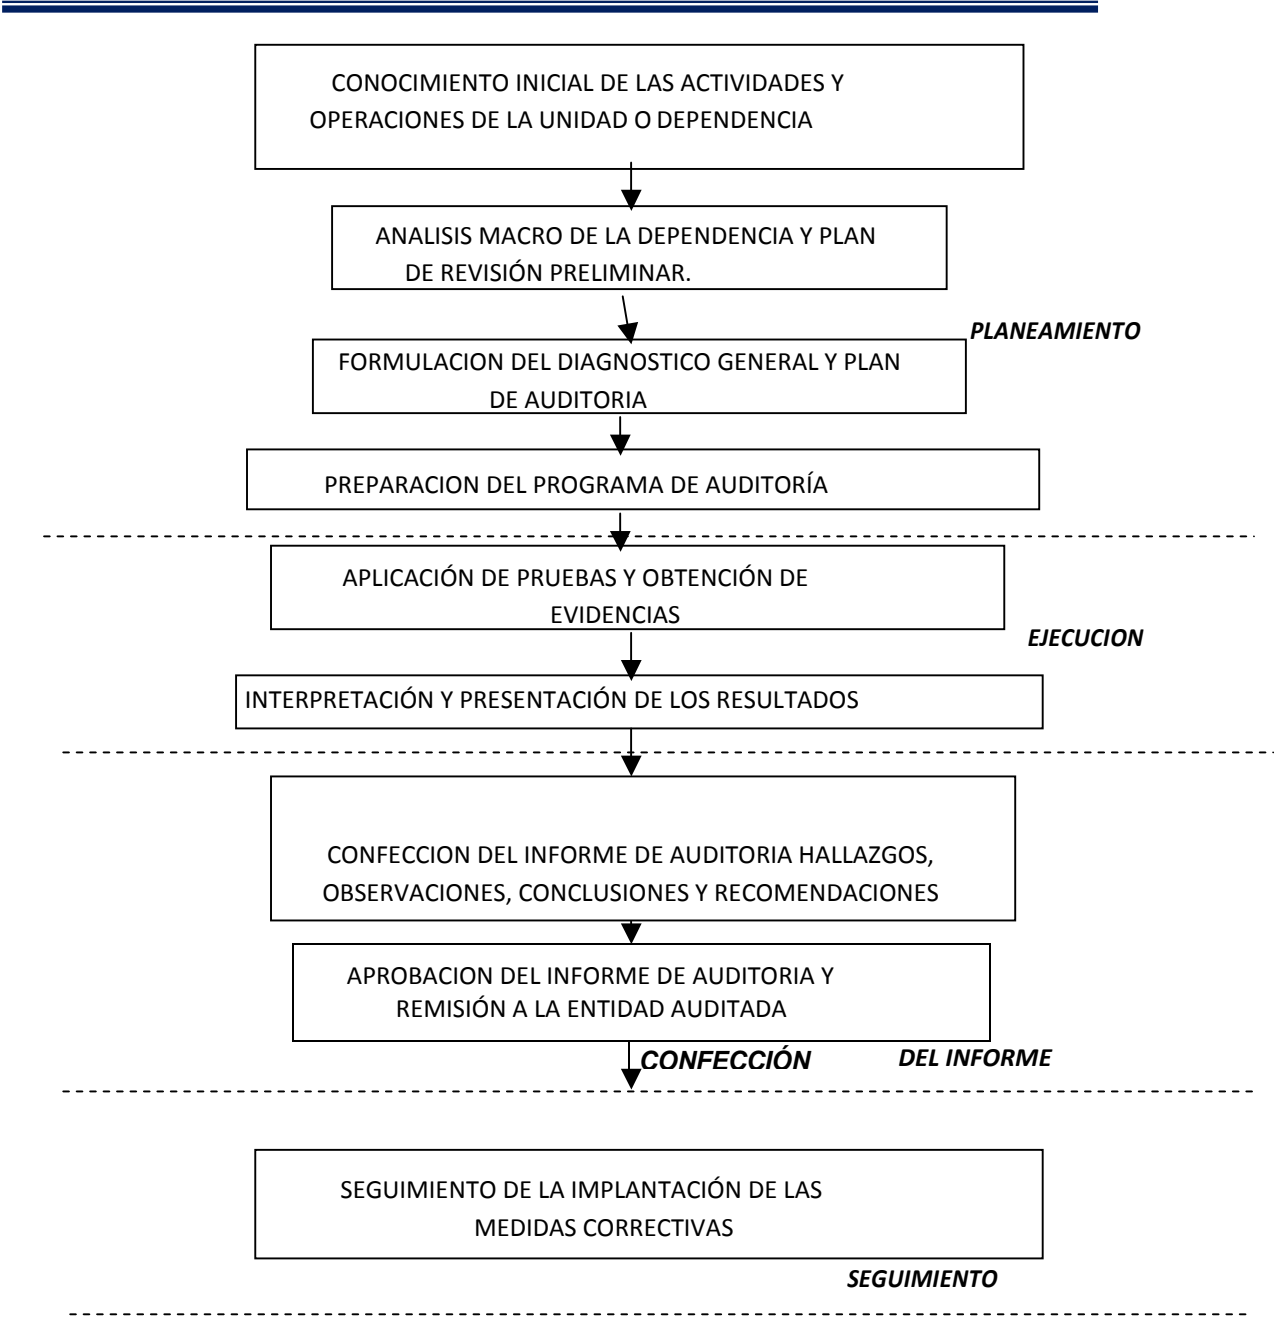 CONOCIMIENTO INICIAL DE LAS ACTIVIDADES Y
OPERACIONES DE LA UNIDAD O DEPENDENCIA
ANALISIS MACRO DE LA DEPENDENCIA Y PLAN
DE REVISIÓN PRELIMINAR.
PLANEAMIENTO
FORMULACION DEL DIAGNOSTICO GENERAL Y PLAN
DE AUDITORIA
PREPARACION DEL PROGRAMA DE AUDITORÍA
APLICACIÓN DE PRUEBAS Y OBTENCIÓN DE
EVIDENCIAS
EJECUCION
INTERPRETACIÓN Y PRESENTACIÓN DE LOS RESULTADOS
CONFECCION DEL INFORME DE AUDITORIA HALLAZGOS,
OBSERVACIONES, CONCLUSIONES Y RECOMENDACIONES
APROBACION DEL INFORME DE AUDITORIA Y
REMISIÓN A LA ENTIDAD AUDITADA
CONFECCIÓN DEL INFORME
SEGUIMIENTO DE LA IMPLANTACIÓN DE LAS
MEDIDAS CORRECTIVAS
SEGUIMIENTO